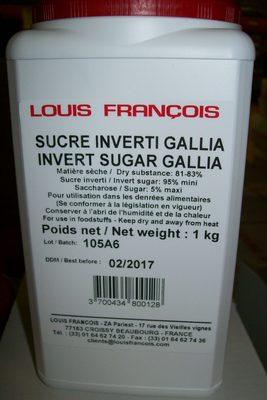 LOUIS FRANÇOIS
SUCRE INVERTI GALLIA
INVERT SUGAR GALLIA
Matière sèche / Dry substance: 81-83%
Sucre inverti / Invert sugar: 95% mini
Saccharose / Sugar: 5% maxi
Pour utilisation dans les denrées alimentaires
(Se conformer à la législation en vigueur)
Conserver à l'abri de l'humidité et de la chaleur
For use in foodstuffs - Keep dry and away from heat
Poids net / Net weight : 1 kg
Lot / Batch: 105A6
DDM / Best before : 02/2017
3 700434 800128
LOUIS FRANCOIS - ZA Pariest - 17 rue des Vieilles vignes
77183 CROISSY BEAUBOURG - FRANCE
Tél. : (33) 01 64 62 74 20 - Fax : (33) 01 64 62 74 36
clients@louisfrancois.com